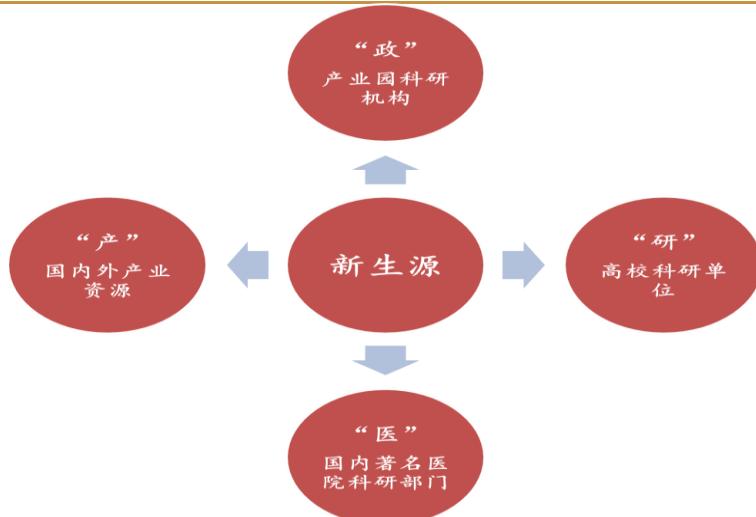 “政”
产业园科研
机构
“产”
国内外产业
资源
新生源
“研”
高校科研单
位
“医”
国内著名医
院科研部门